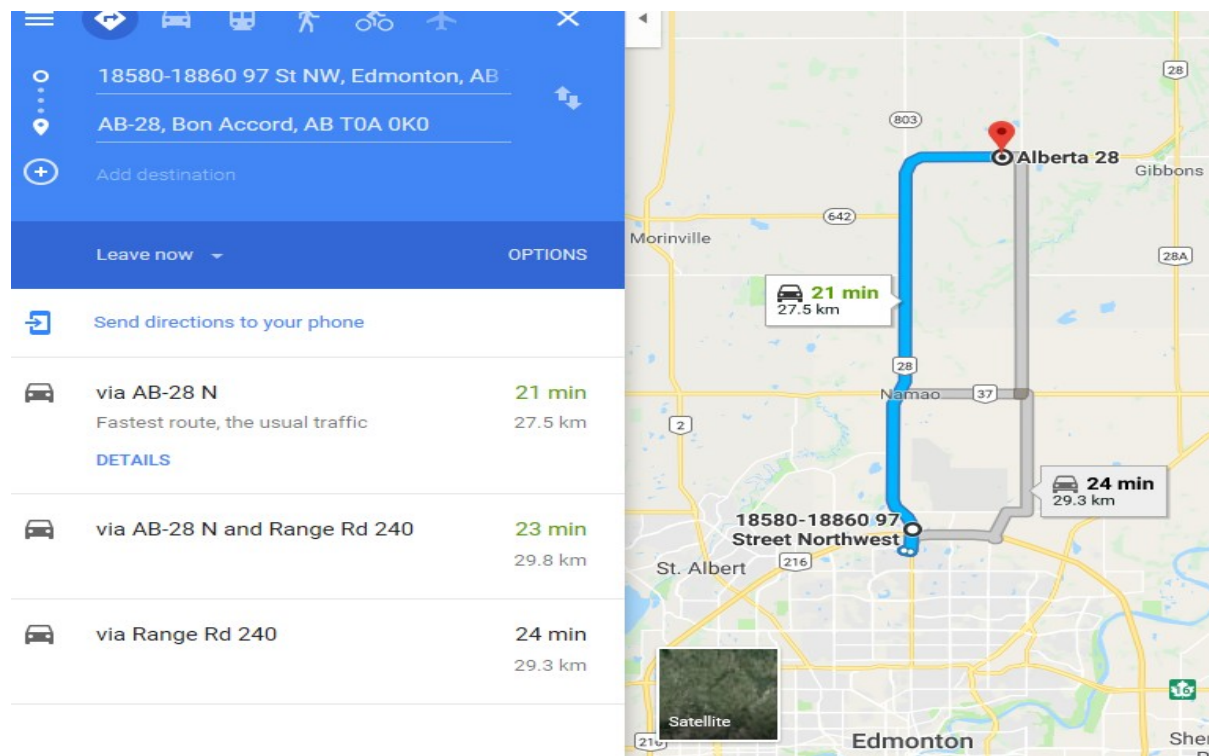 18580-18860 97 St NW, Edmonton, AB
AB-28, Bon Accord, AB T0A 0K0
Add destination
Leave now
OPTIONS
Send directions to your phone
via AB-28 N
21 min
Fastest route, the usual traffic
27.5 km
DETAILS
via AB-28 N and Range Rd 240
23 min
29.8 km
via Range Rd 240
24 min
29.3 km
28
803
Alberta 28
Gibbons
642
Morinville
28A
21 min
27.5 km
28
Namao
37
2
24 min
29.3 km
18580-18860 97
Street Northwest
St. Albert
216
16
Satellite
216
Edmonton